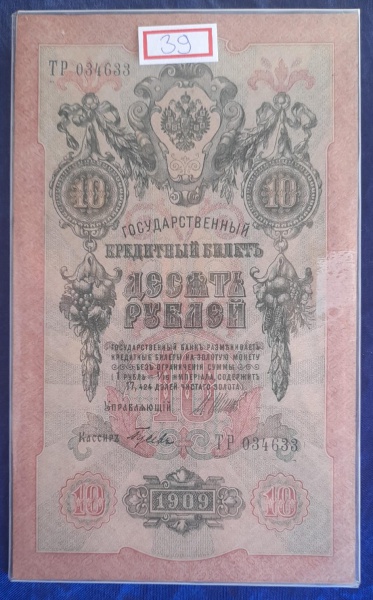 39
ТР 034633
10 10
ГОСУДАРСТВЕННЫЙ
КРЕДИТНЫЙ БИЛЕТЪ
ДЕСЯТЬ
РУБЛЕЙ
ГОСУДАРСТВЕННЫЙ БАНКЪ РАЗМѢНИВАЕТЪ
КРЕДИТНЫЕ БИЛЕТЫ НА ЗОЛОТУЮ МОНЕТУ
БЕЗЪ ОГРАНИЧЕНІЯ СУММЫ
(1 РУБЛЬ = 1/15 ИМПЕРІАЛА, СОДЕРЖИТЪ
17,424 ДОЛЕЙ ЧИСТАГО ЗОЛОТА).
10
УПРАВЛЯЮЩІЙ
КАССИРЪ
ТР 034633
10 1909 10